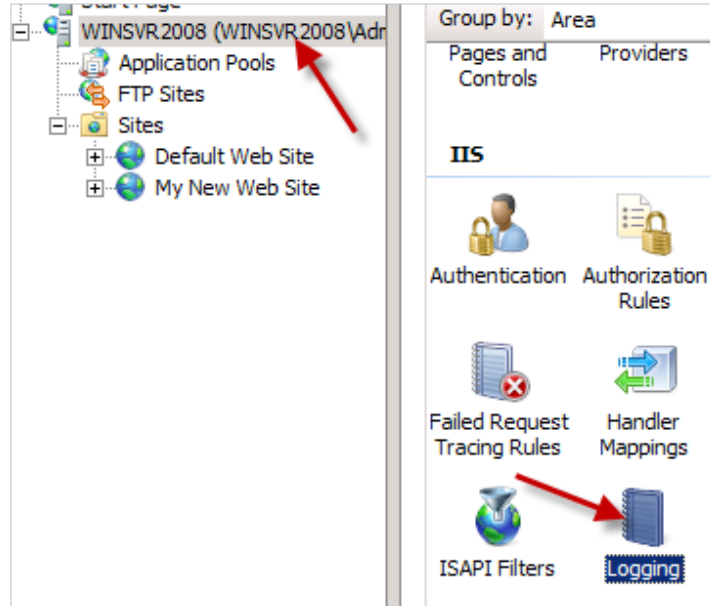 Start Page
WINSVR2008 (WINSVR2008\Adr
Application Pools
FTP Sites
Sites
Default Web Site
My New Web Site
Group by: Area
Pages and
Controls
Providers
IIS
Authentication
Authorization
Rules
Failed Request
Tracing Rules
Handler
Mappings
ISAPI Filters
Logging